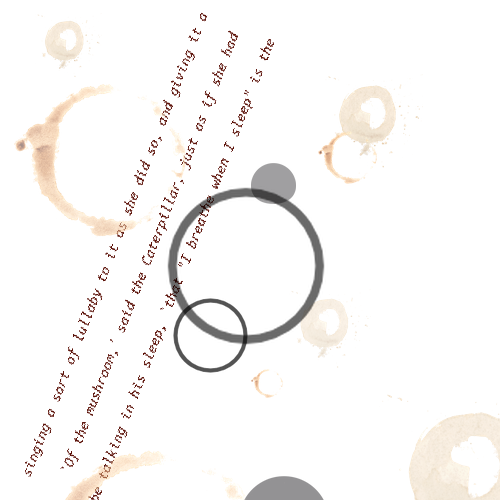 singing a sort of lullaby to it as she did so, and giving it a
`Of the mushroom,' said the Caterpillar, just as if she had
be talking in his sleep, `that "I breathe when I sleep" is the